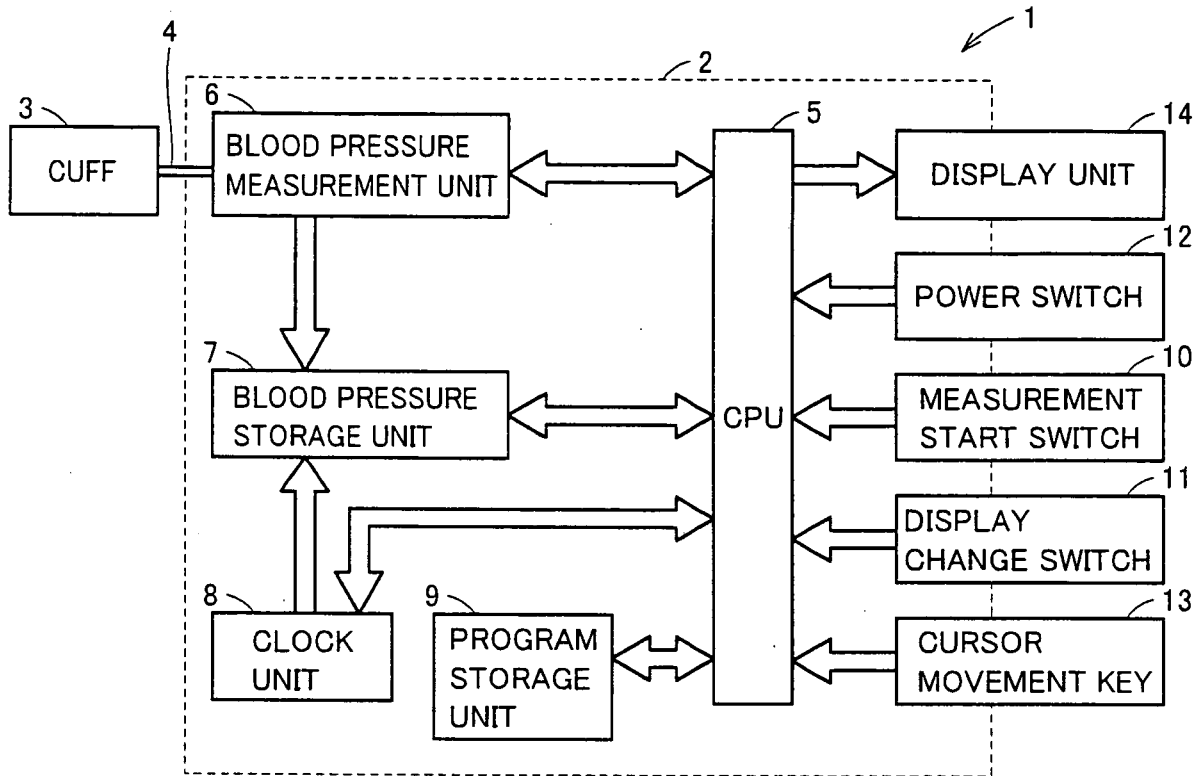 1
4
2
3
CUFF
6
BLOOD PRESSURE
MEASUREMENT UNIT
5
CPU
14
DISPLAY UNIT
12
POWER SWITCH
7
BLOOD PRESSURE
STORAGE UNIT
10
MEASUREMENT
START SWITCH
11
DISPLAY
CHANGE SWITCH
8
CLOCK
UNIT
9
PROGRAM
STORAGE
UNIT
13
CURSOR
MOVEMENT KEY